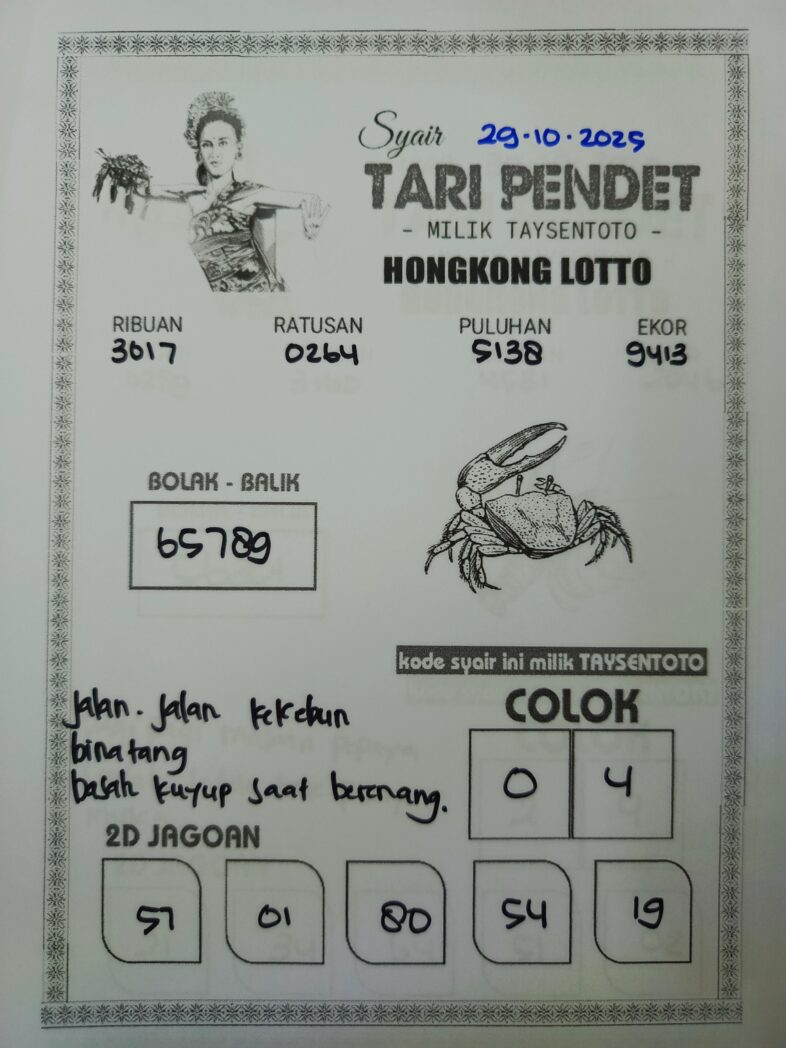 Syair 29-10-2025
TARI PENDET
- MILIK TAYSENTOTO -
HONGKONG LOTTO
RIBUAN RATUSAN PULUHAN EKOR
3617 0264 5138 9413
BOLAK - BALIK
65789
kode syair ini milik TAYSENTOTO
Jalan-Jalan kekebun
binatang
basah kuyup saat berenang.
COLOK
0 4
2D JAGOAN
57 01 80 54 19